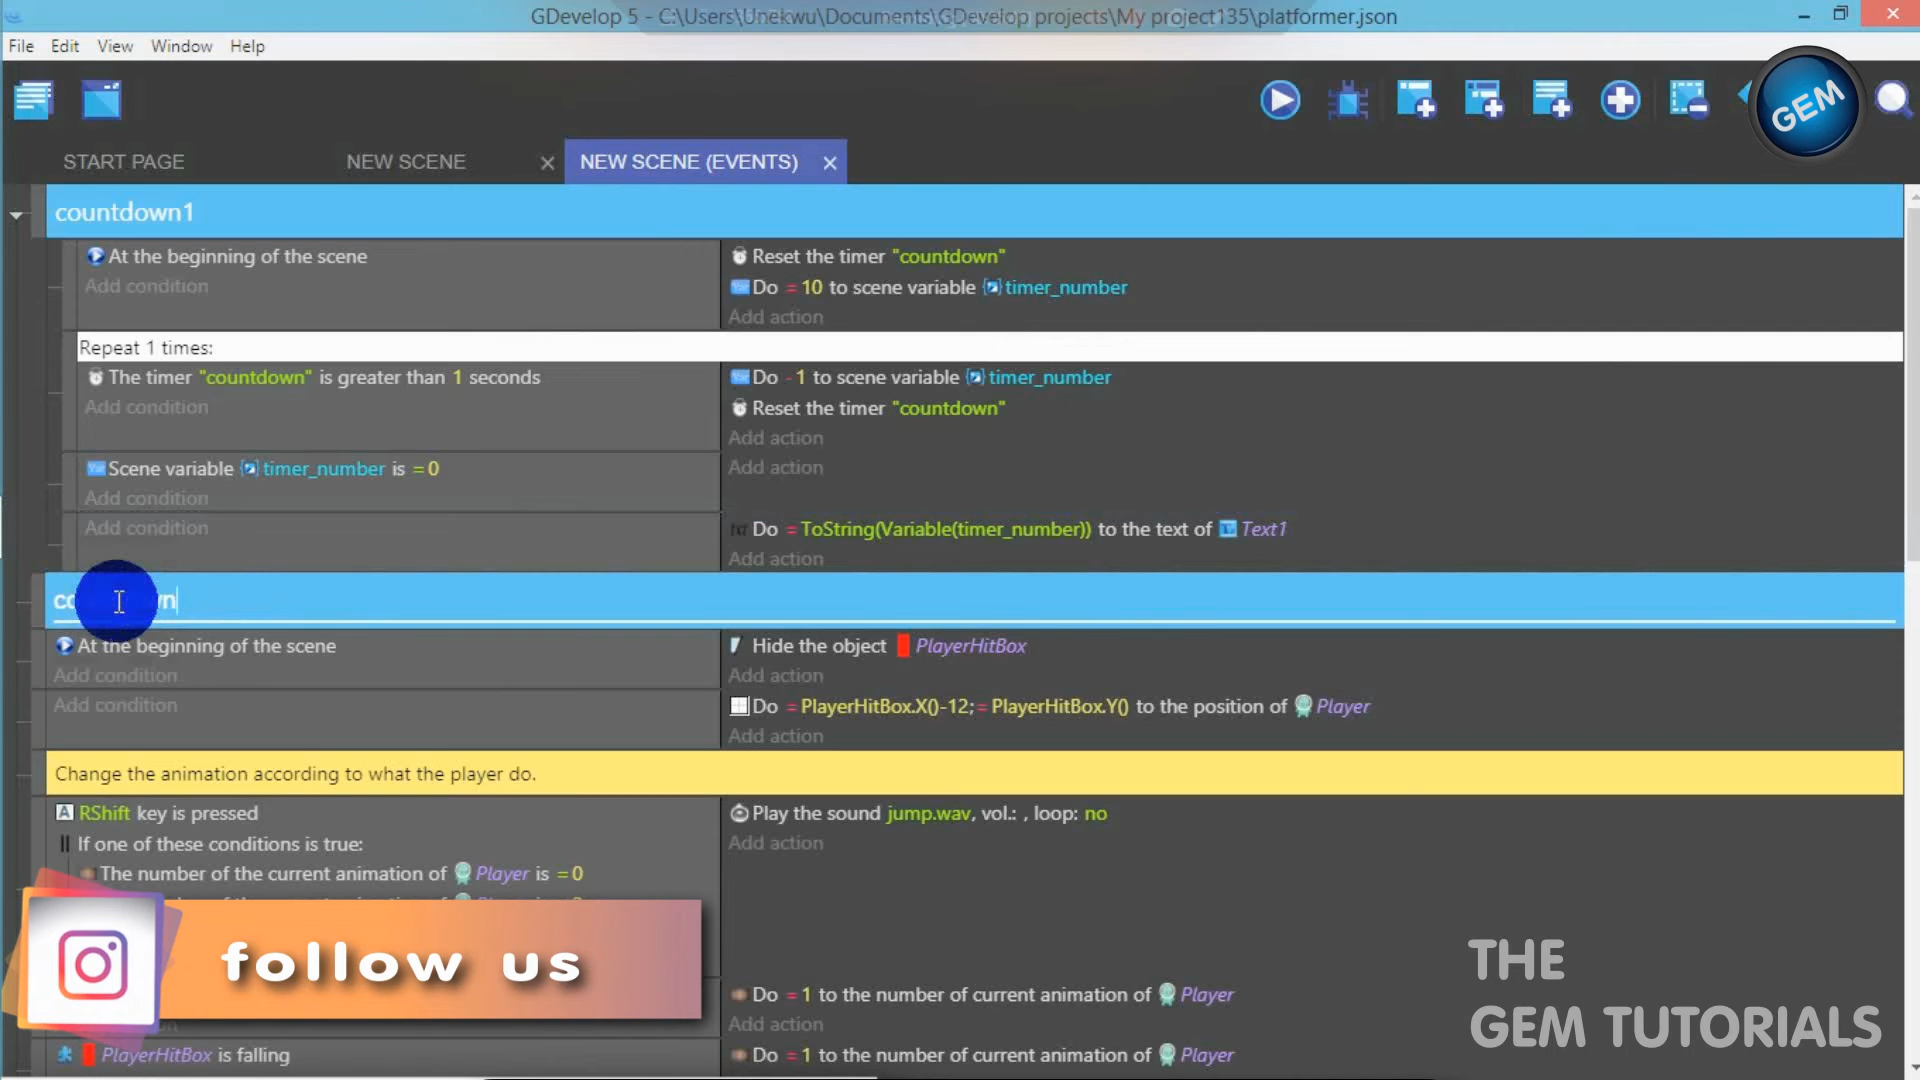 GDevelop 5 - C:\Users\Unekwu\Documents\GDevelop projects\My project135\platformer.json
File Edit View Window Help
GEM
START PAGE NEW SCENE NEW SCENE (EVENTS)
countdown1
At the beginning of the scene Reset the timer "countdown"
Add condition Do = 10 to scene variable timer_number
Add action
Repeat 1 times:
The timer "countdown" is greater than 1 seconds Do - 1 to scene variable timer_number
Add condition Reset the timer "countdown"
Add action
Scene variable timer_number is = 0 Add action
Add condition
Add condition Do = ToString(Variable(timer_number)) to the text of Text1
Add action
At the beginning of the scene Hide the object PlayerHitBox
Add condition Add action
Add condition Do = PlayerHitBox.X()-12; = PlayerHitBox.Y() to the position of Player
Add action
Change the animation according to what the player do.
RShift key is pressed Play the sound jump.wav, vol.: , loop: no
If one of these conditions is true: Add action
The number of the current animation of Player is = 0
follow us
THE
GEM TUTORIALS
Do = 1 to the number of current animation of Player
Add action
PlayerHitBox is falling Do = 1 to the number of current animation of Player